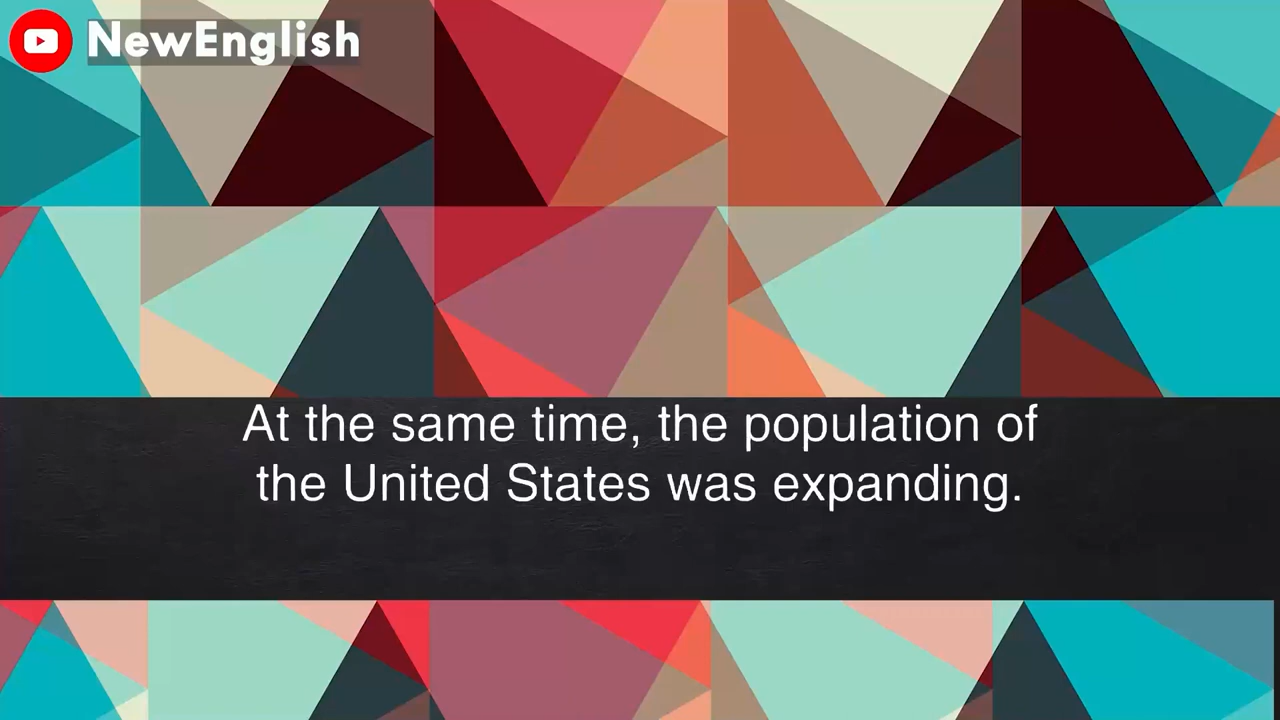 NewEnglish
At the same time, the population of
the United States was expanding.